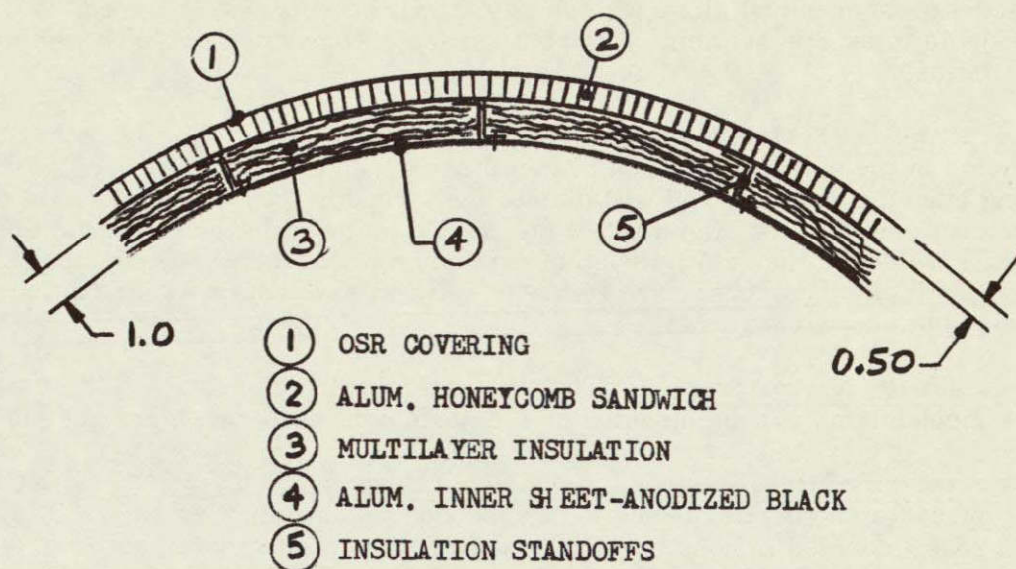 1
2
3
4
5
1.0
0.50
1 OSR COVERING
2 ALUM. HONEYCOMB SANDWICH
3 MULTILAYER INSULATION
4 ALUM. INNER SHEET-ANODIZED BLACK
5 INSULATION STANDOFFS